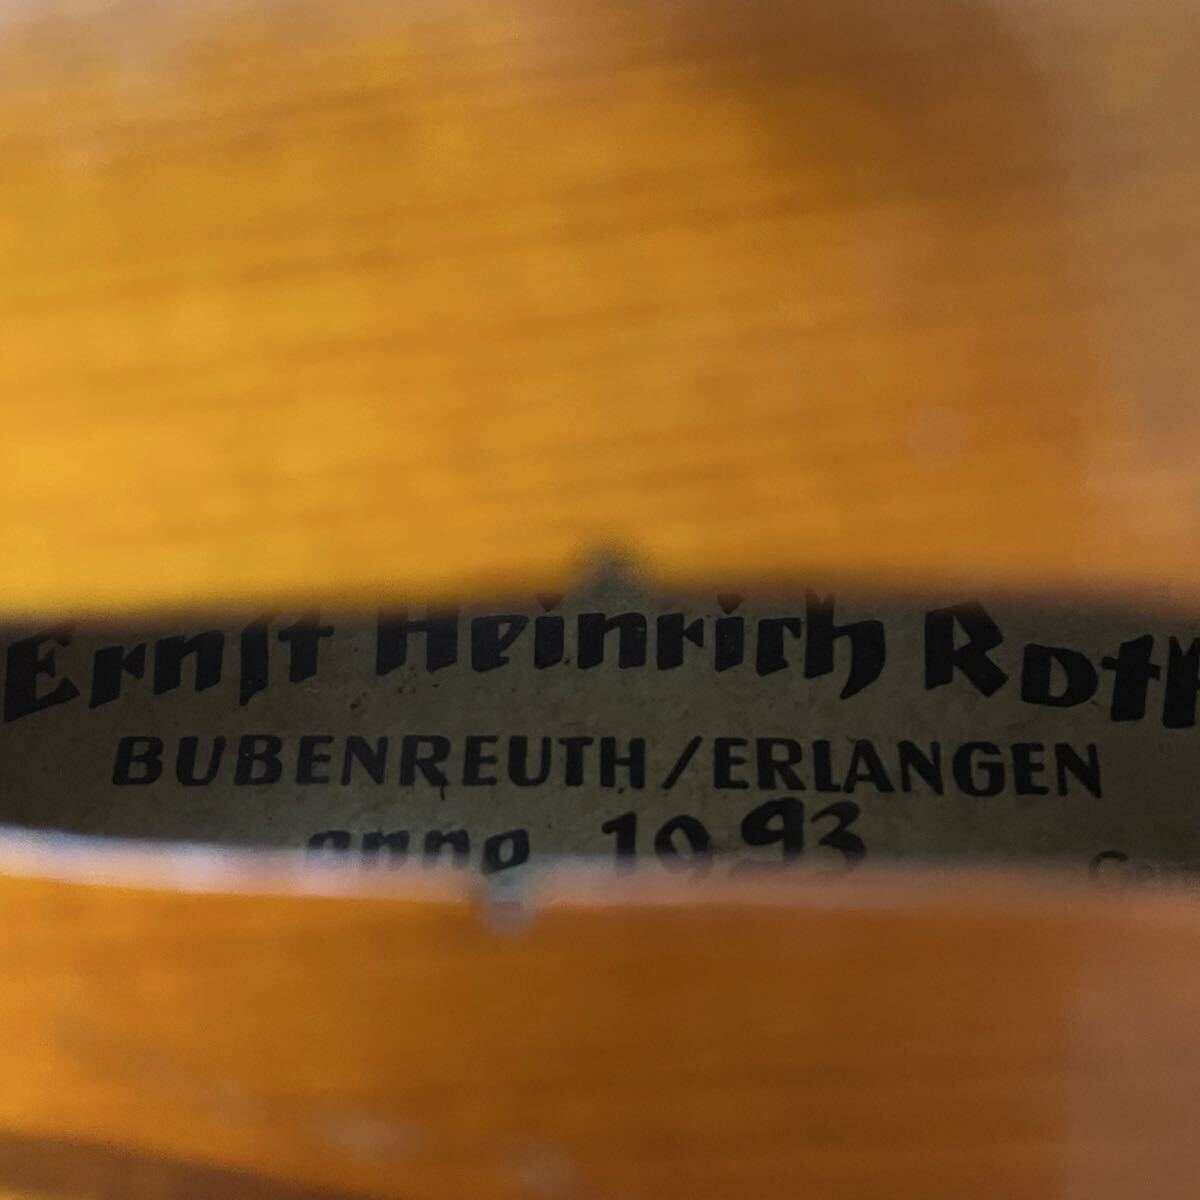 Ernst Heinrich Roth
BUBENREUTH/ERLANGEN
anno 1993